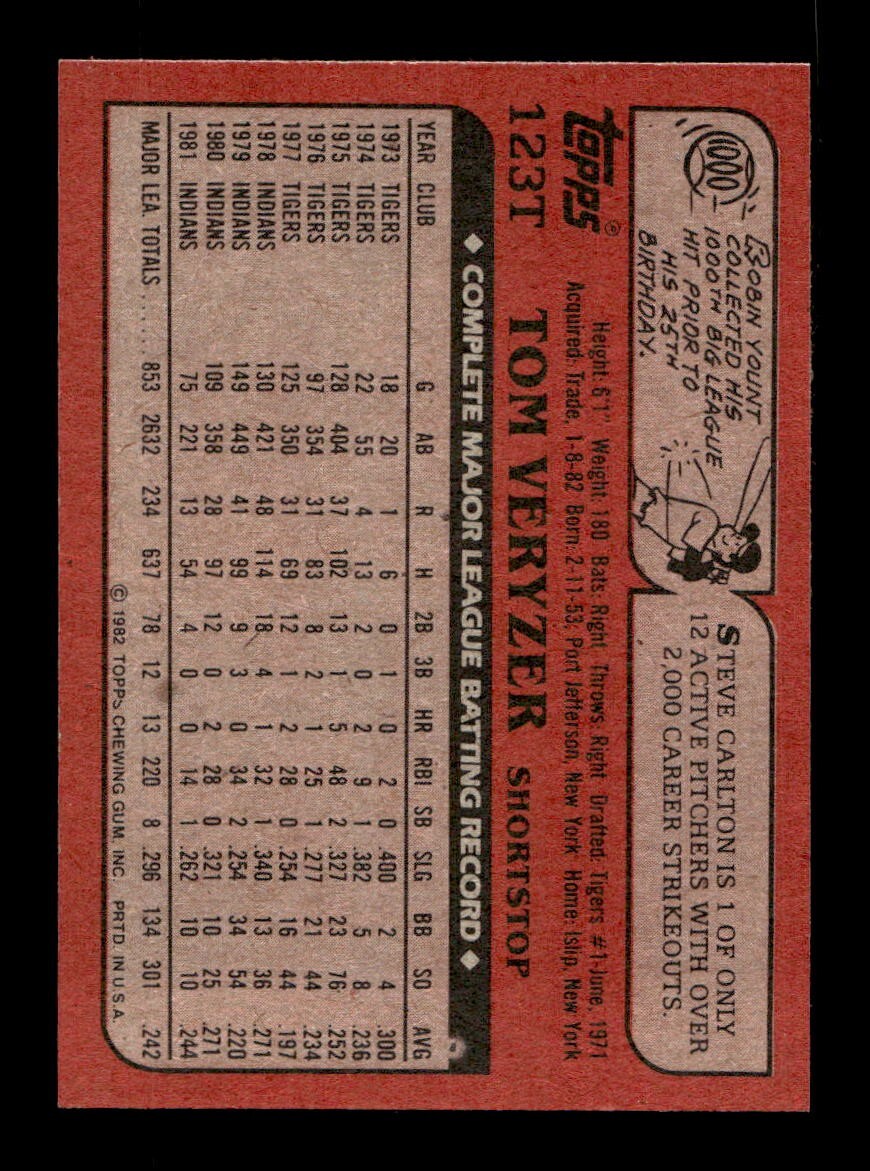 1000
ROBIN YOUNT
COLLECTED HIS
1000TH BIG LEAGUE
HIT PRIOR TO
HIS 25TH
BIRTHDAY.
STEVE CARLTON IS 1 OF ONLY
12 ACTIVE PITCHERS WITH OVER
2,000 CAREER STRIKEOUTS.
TOPPS®
Height: 6'1" Weight: 180 Bats: Right Throws: Right Drafted: Tigers #1-June, 1971
Acquired: Trade, 1-8-82 Born: 2-11-53, Port Jefferson, New York Home: Islip, New York
123T TOM VERYZER SHORTSTOP
◆ COMPLETE MAJOR LEAGUE BATTING RECORD ◆
YEAR CLUB G AB R H 2B 3B HR RBI SB SLG BB SO AVG
1973 TIGERS 18 20 1 6 0 1 0 2 0 .400 2 4 .300
1974 TIGERS 22 55 4 13 2 0 2 9 1 .382 5 8 .236
1975 TIGERS 128 404 37 102 13 1 5 48 2 .327 23 76 .252
1976 TIGERS 97 354 31 83 8 2 1 25 1 .277 21 44 .234
1977 TIGERS 125 350 31 69 12 1 2 28 0 .254 16 44 .197
1978 INDIANS 130 421 48 114 18 4 1 32 1 .340 13 36 .271
1979 INDIANS 149 449 41 99 9 3 0 34 2 .254 34 54 .220
1980 INDIANS 109 358 28 97 12 0 2 28 0 .321 10 25 .271
1981 INDIANS 75 221 13 54 4 0 0 14 1 .262 10 10 .244
MAJOR LEA. TOTALS ...... 853 2632 234 637 78 12 13 220 8 .296 134 301 .242
© 1982 TOPPS CHEWING GUM, INC. PRTD. IN U.S.A.